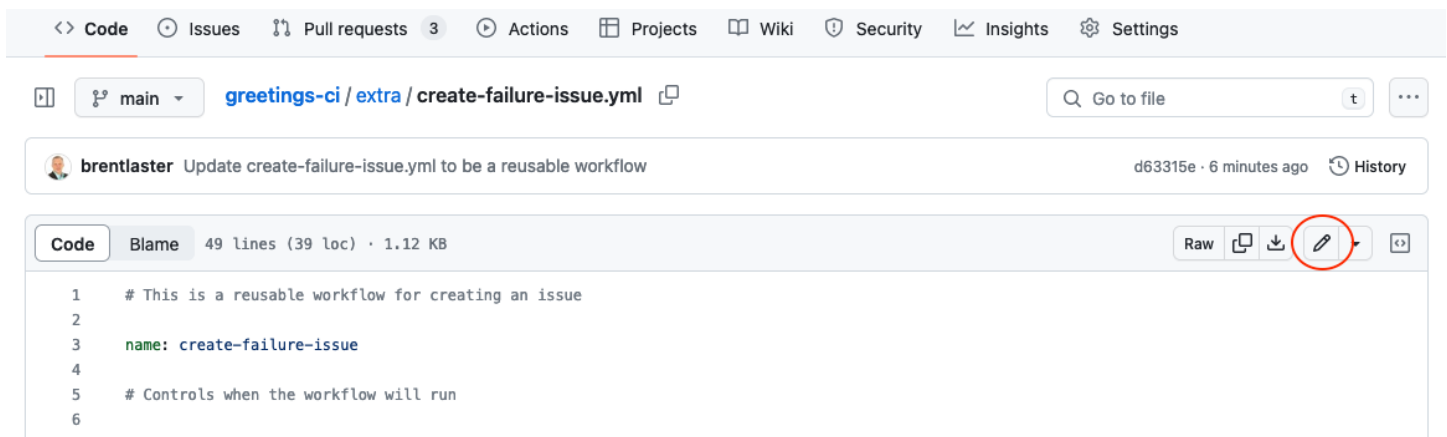 <> Code Issues Pull requests 3 Actions Projects Wiki Security Insights Settings
main greetings-ci / extra / create-failure-issue.yml Go to file t ...
brentlaster Update create-failure-issue.yml to be a reusable workflow d63315e · 6 minutes ago History
Code Blame 49 lines (39 loc) · 1.12 KB Raw
1 # This is a reusable workflow for creating an issue
2
3 name: create-failure-issue
4
5 # Controls when the workflow will run
6